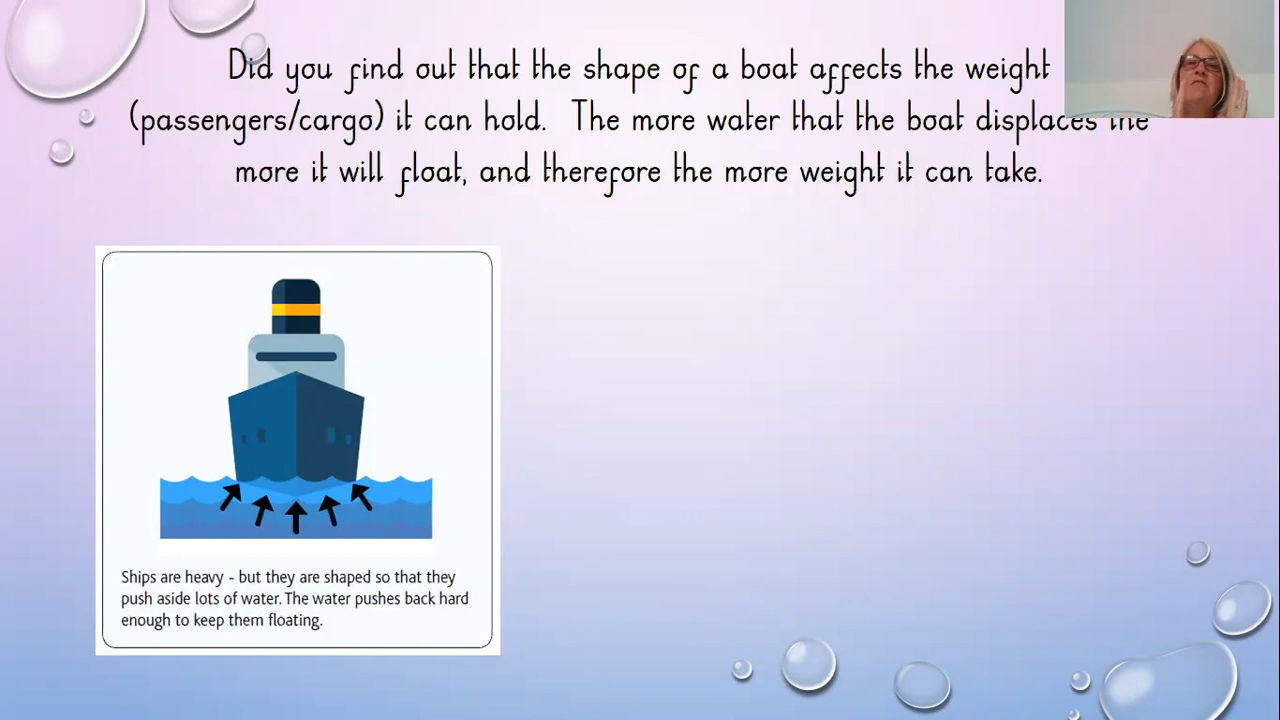 Did you find out that the shape of a boat affects the weight
(passengers/cargo) it can hold. The more water that the boat displaces the
more it will float, and therefore the more weight it can take.
Ships are heavy - but they are shaped so that they
push aside lots of water. The water pushes back hard
enough to keep them floating.